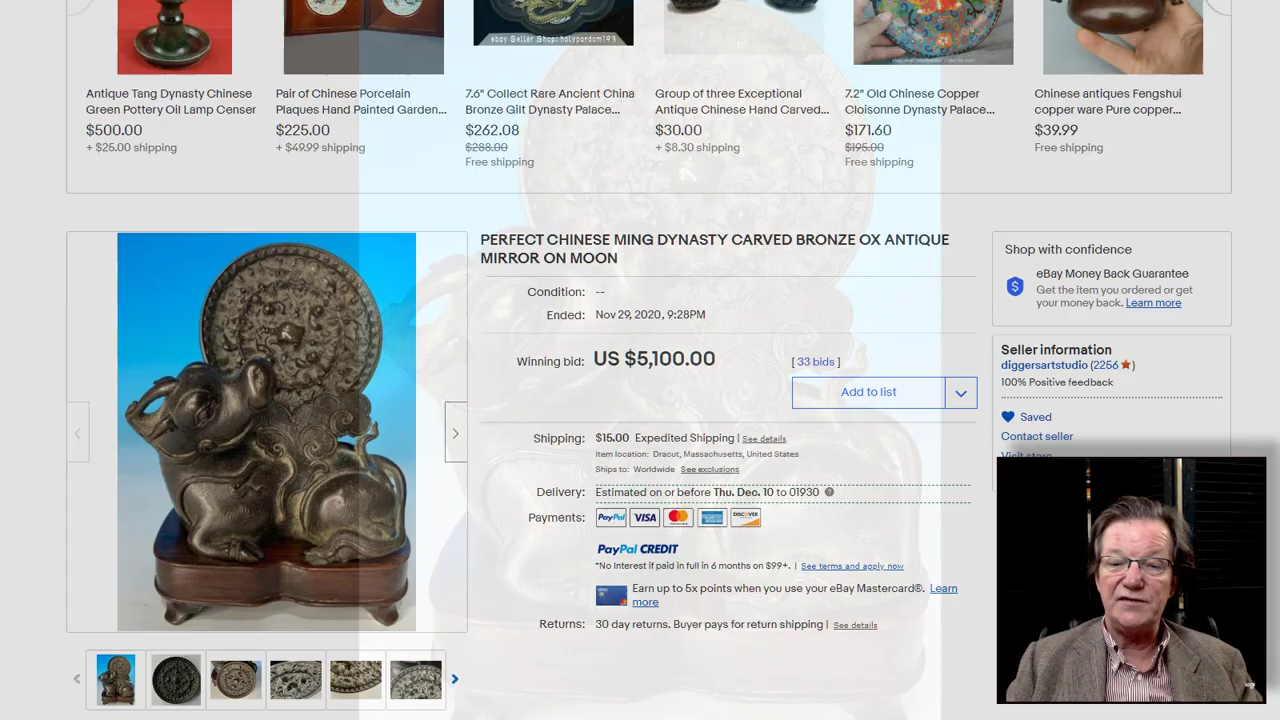 ebay Seller Shops:holyperdom193
Antique Tang Dynasty Chinese
Green Pottery Oil Lamp Censer
$500.00
+ $25.00 shipping
Pair of Chinese Porcelain
Plaques Hand Painted Garden...
$225.00
+ $49.99 shipping
7.6" Collect Rare Ancient China
Bronze Gilt Dynasty Palace...
$262.08
$288.00
Free shipping
Group of three Exceptional
Antique Chinese Hand Carved...
$30.00
+ $8.30 shipping
7.2" Old Chinese Copper
Cloisonne Dynasty Palace...
$171.60
$195.00
Free shipping
Chinese antiques Fengshui
copper ware Pure copper...
$39.99
Free shipping
PERFECT CHINESE MING DYNASTY CARVED BRONZE OX ANTIQUE
MIRROR ON MOON
Condition: --
Ended: Nov 29, 2020 , 9:28PM
Winning bid: US $5,100.00 [ 33 bids ]
Add to list
Shipping: $15.00 Expedited Shipping | See details
Item location: Dracut, Massachusetts, United States
Ships to: Worldwide See exclusions
Delivery: Estimated on or before Thu. Dec. 10 to 01930
Payments: PayPal VISA MasterCard DISCOVER
PayPal CREDIT
*No Interest if paid in full in 6 months on $99+. | See terms and apply now
Earn up to 5x points when you use your eBay Mastercard®. Learn
more
Returns: 30 day returns. Buyer pays for return shipping | See details
Shop with confidence
eBay Money Back Guarantee
Get the item you ordered or get
your money back. Learn more
Seller information
diggersartstudio (2256 )
100% Positive feedback
Saved
Contact seller
Visit store